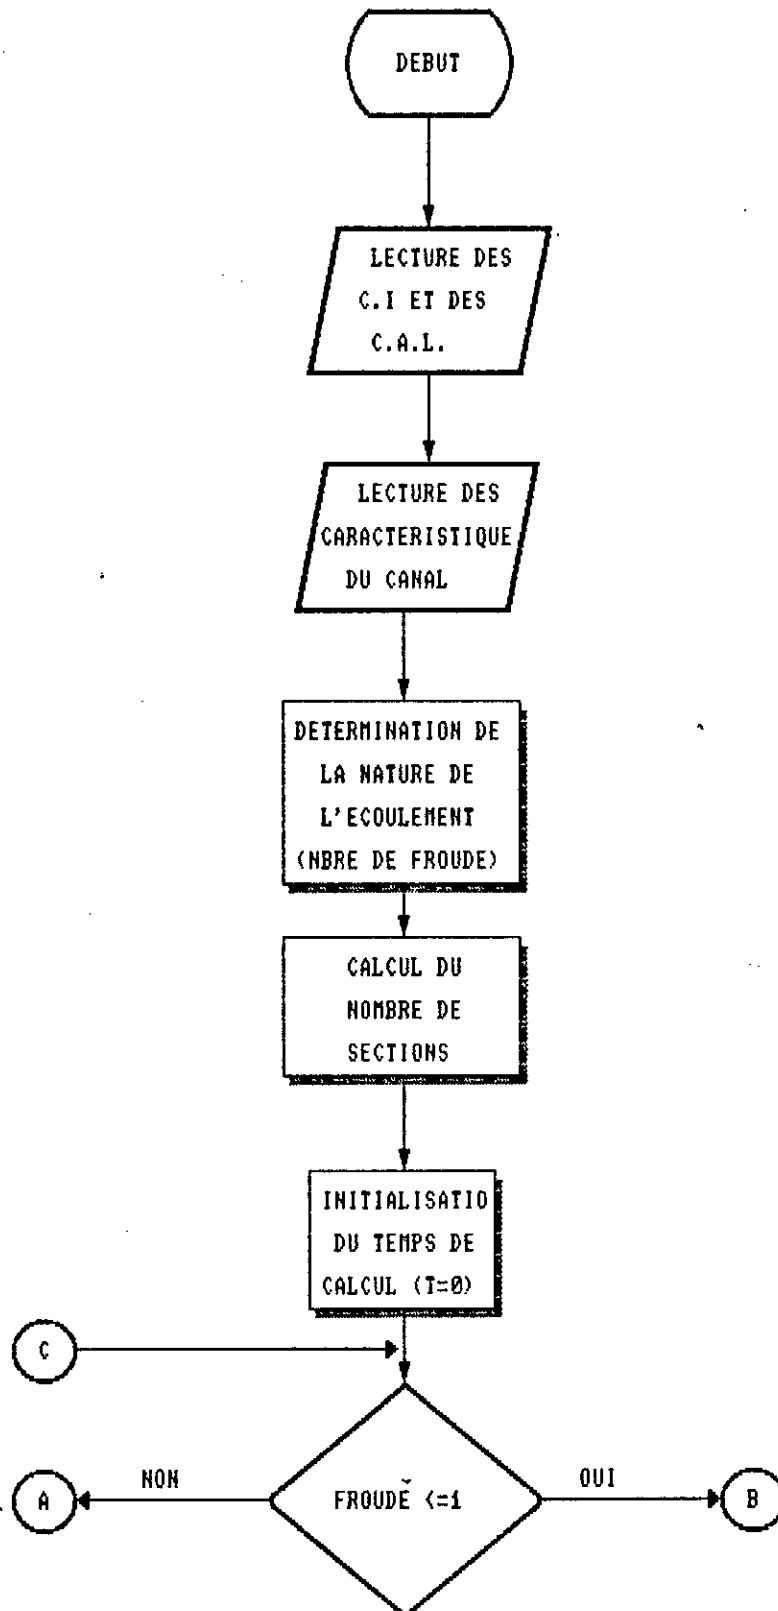 DEBUT
LECTURE DES
C.I ET DES
C.A.L.
LECTURE DES
CARACTERISTIQUE
DU CANAL
DETERMINATION DE
LA NATURE DE
L'ECOULEMENT
(NBRE DE FROUDE)
CALCUL DU
NOMBRE DE
SECTIONS
INITIALISATIO
DU TEMPS DE
CALCUL (T=0)
C
NON
OUI
A
FROUDE <=1
B